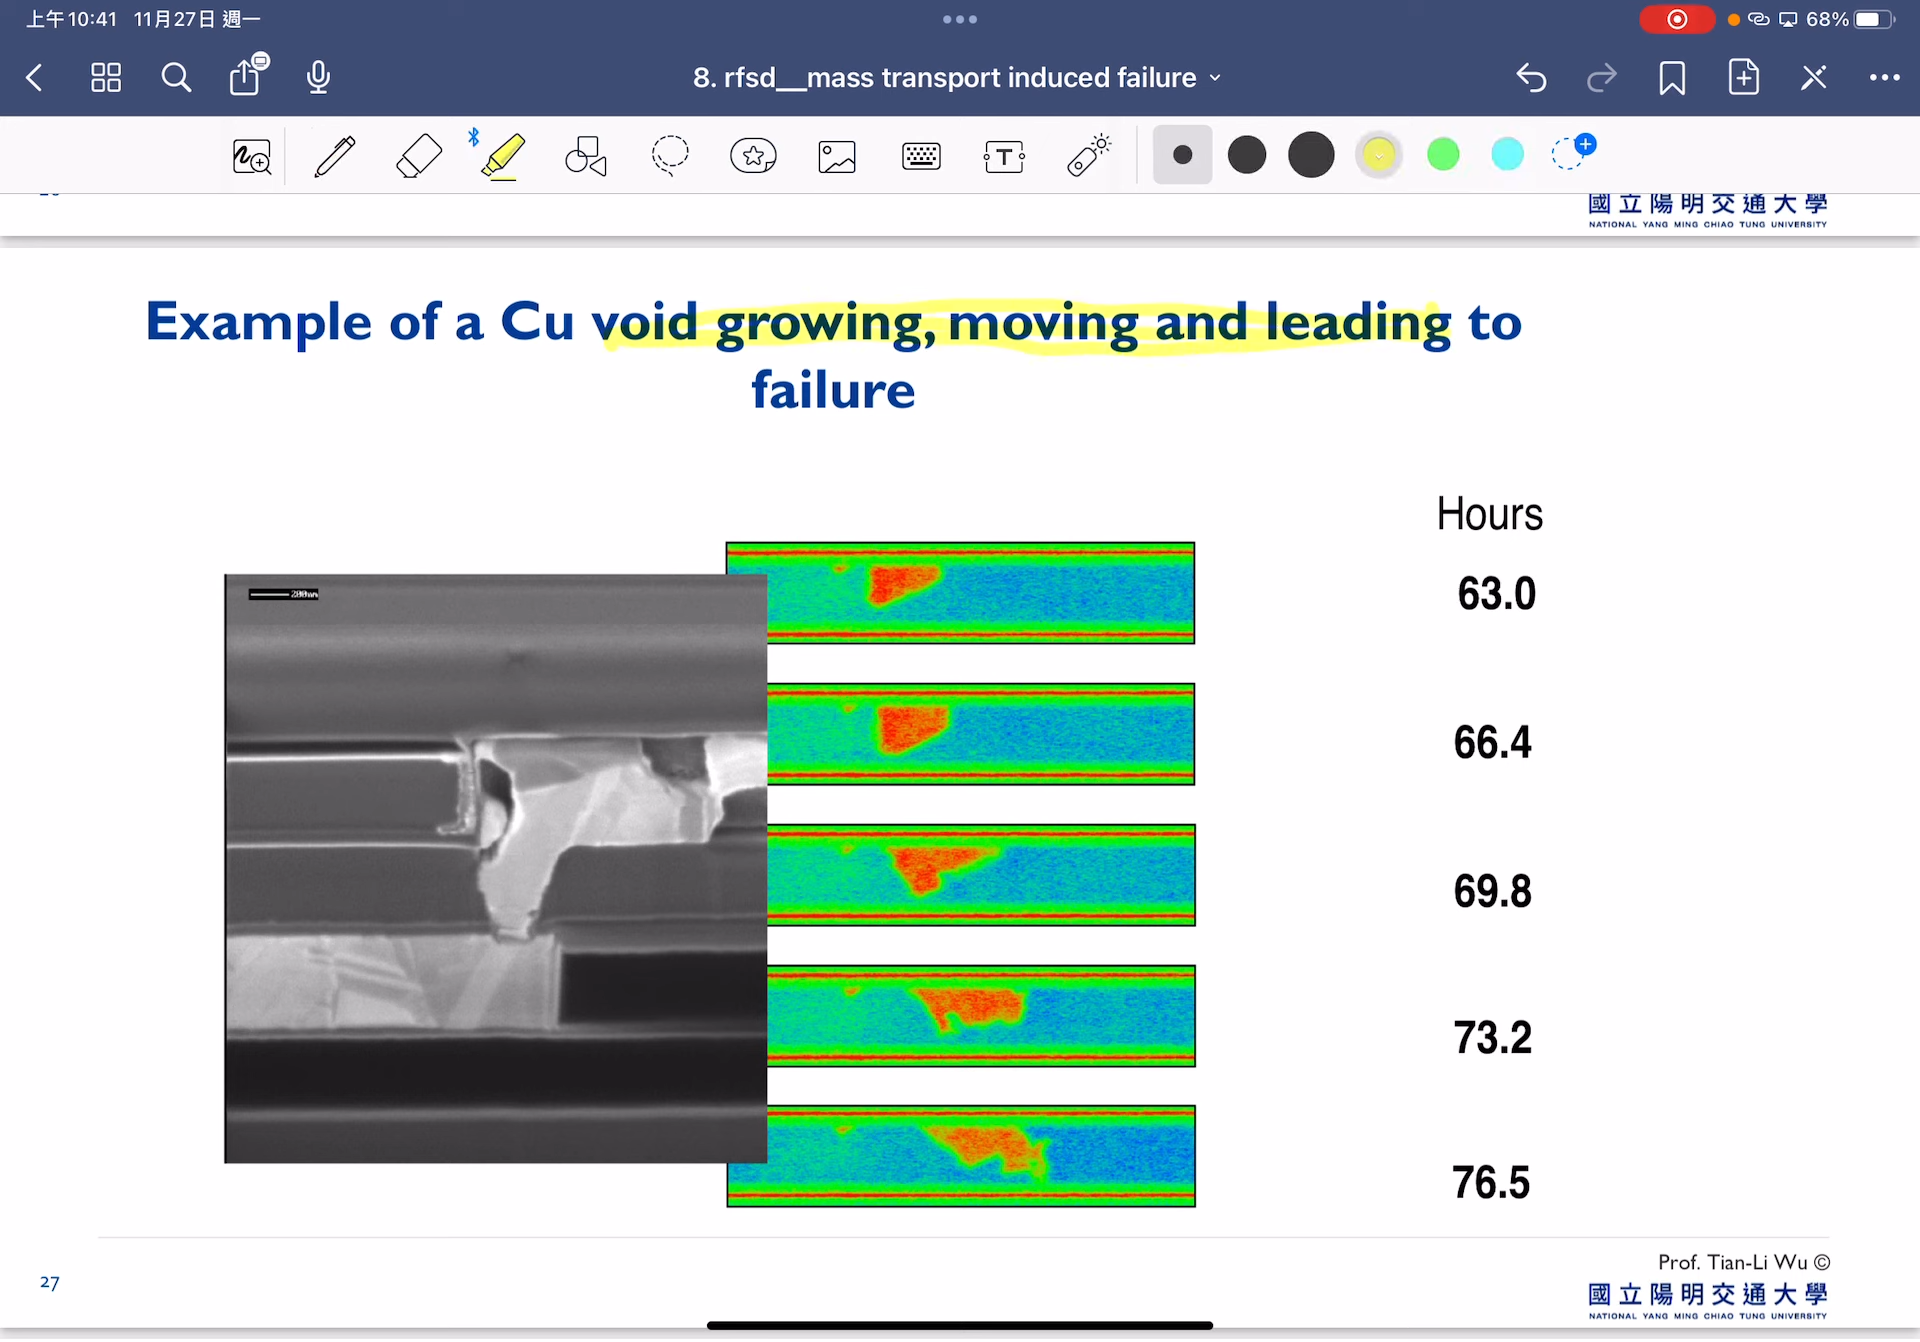 上午10:41 11月27日 週一
68%
8. rfsd__mass transport induced failure
T
國立陽明交通大學
NATIONAL YANG MING CHIAO TUNG UNIVERSITY
Example of a Cu void growing, moving and leading to
failure
Hours
63.0
66.4
69.8
73.2
76.5
Prof. Tian-Li Wu ©
27
國立陽明交通大學
NATIONAL YANG MING CHIAO TUNG UNIVERSITY